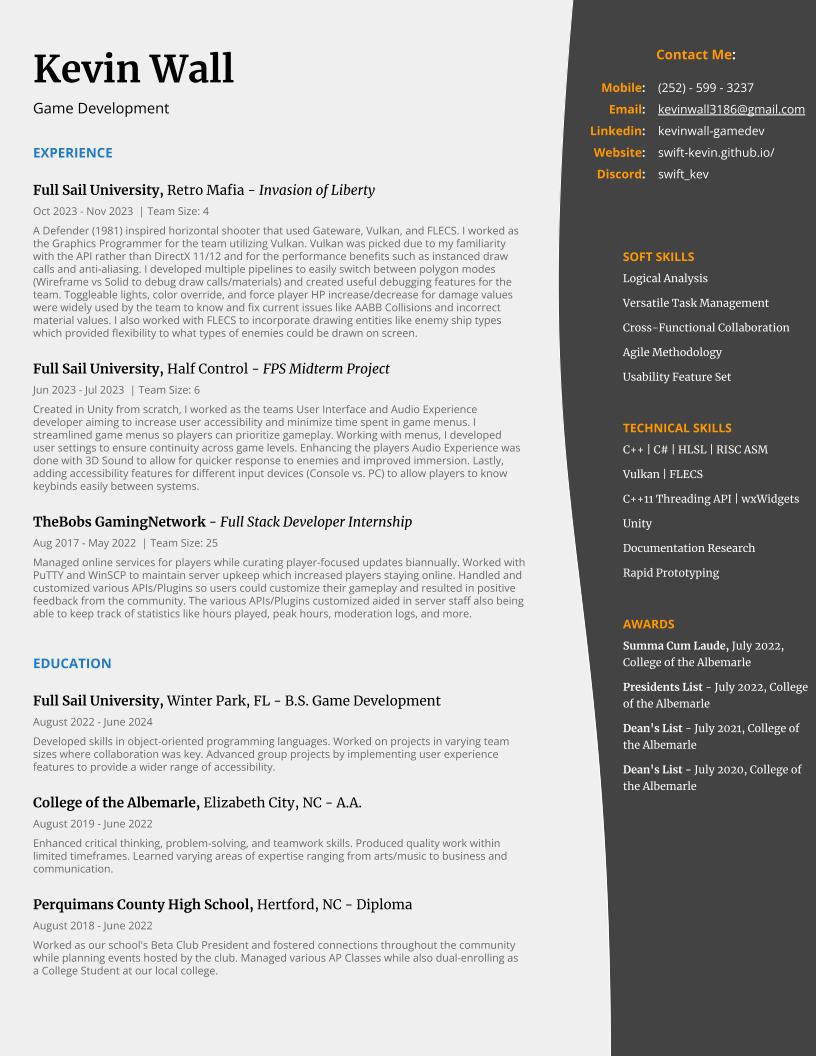 Kevin Wall
Game Development
EXPERIENCE
Full Sail University, Retro Mafia – Invasion of Liberty
Oct 2023 - Nov 2023 | Team Size: 4
A Defender (1981) inspired horizontal shooter that used Gateware, Vulkan, and FLECS. I worked as
the Graphics Programmer for the team utilizing Vulkan. Vulkan was picked due to my familiarity
with the API rather than DirectX 11/12 and for the performance benefits such as instanced draw
calls and anti-aliasing. I developed multiple pipelines to easily switch between polygon modes
(Wireframe vs Solid to debug draw calls/materials) and created useful debugging features for the
team. Toggleable lights, color override, and force player HP increase/decrease for damage values
were widely used by the team to know and fix current issues like AABB Collisions and incorrect
material values. I also worked with FLECS to incorporate drawing entities like enemy ship types
which provided flexibility to what types of enemies could be drawn on screen.
Full Sail University, Half Control – FPS Midterm Project
Jun 2023 - Jul 2023 | Team Size: 6
Created in Unity from scratch, I worked as the teams User Interface and Audio Experience
developer aiming to increase user accessibility and minimize time spent in game menus. I
streamlined game menus so players can prioritize gameplay. Working with menus, I developed
user settings to ensure continuity across game levels. Enhancing the players Audio Experience was
done with 3D Sound to allow for quicker response to enemies and improved immersion. Lastly,
adding accessibility features for different input devices (Console vs. PC) to allow players to know
keybinds easily between systems.
TheBobs GamingNetwork – Full Stack Developer Internship
Aug 2017 - May 2022 | Team Size: 25
Managed online services for players while curating player-focused updates biannually. Worked with
PuTTY and WinSCP to maintain server upkeep which increased players staying online. Handled and
customized various APIs/Plugins so users could customize their gameplay and resulted in positive
feedback from the community. The various APIs/Plugins customized aided in server staff also being
able to keep track of statistics like hours played, peak hours, moderation logs, and more.
EDUCATION
Full Sail University, Winter Park, FL – B.S. Game Development
August 2022 - June 2024
Developed skills in object-oriented programming languages. Worked on projects in varying team
sizes where collaboration was key. Advanced group projects by implementing user experience
features to provide a wider range of accessibility.
College of the Albemarle, Elizabeth City, NC – A.A.
August 2019 - June 2022
Enhanced critical thinking, problem-solving, and teamwork skills. Produced quality work within
limited timeframes. Learned varying areas of expertise ranging from arts/music to business and
communication.
Perquimans County High School, Hertford, NC – Diploma
August 2018 - June 2022
Worked as our school's Beta Club President and fostered connections throughout the community
while planning events hosted by the club. Managed various AP Classes while also dual-enrolling as
a College Student at our local college.
Contact Me:
Mobile: (252) - 599 - 3237
Email: kevinwall3186@gmail.com
Linkedin: kevinwall-gamedev
Website: swift-kevin.github.io/
Discord: swift_kev
SOFT SKILLS
Logical Analysis
Versatile Task Management
Cross-Functional Collaboration
Agile Methodology
Usability Feature Set
TECHNICAL SKILLS
C++ | C# | HLSL | RISC ASM
Vulkan | FLECS
C++11 Threading API | wxWidgets
Unity
Documentation Research
Rapid Prototyping
AWARDS
Summa Cum Laude, July 2022,
College of the Albemarle
Presidents List - July 2022, College
of the Albemarle
Dean's List - July 2021, College of
the Albemarle
Dean's List - July 2020, College of
the Albemarle